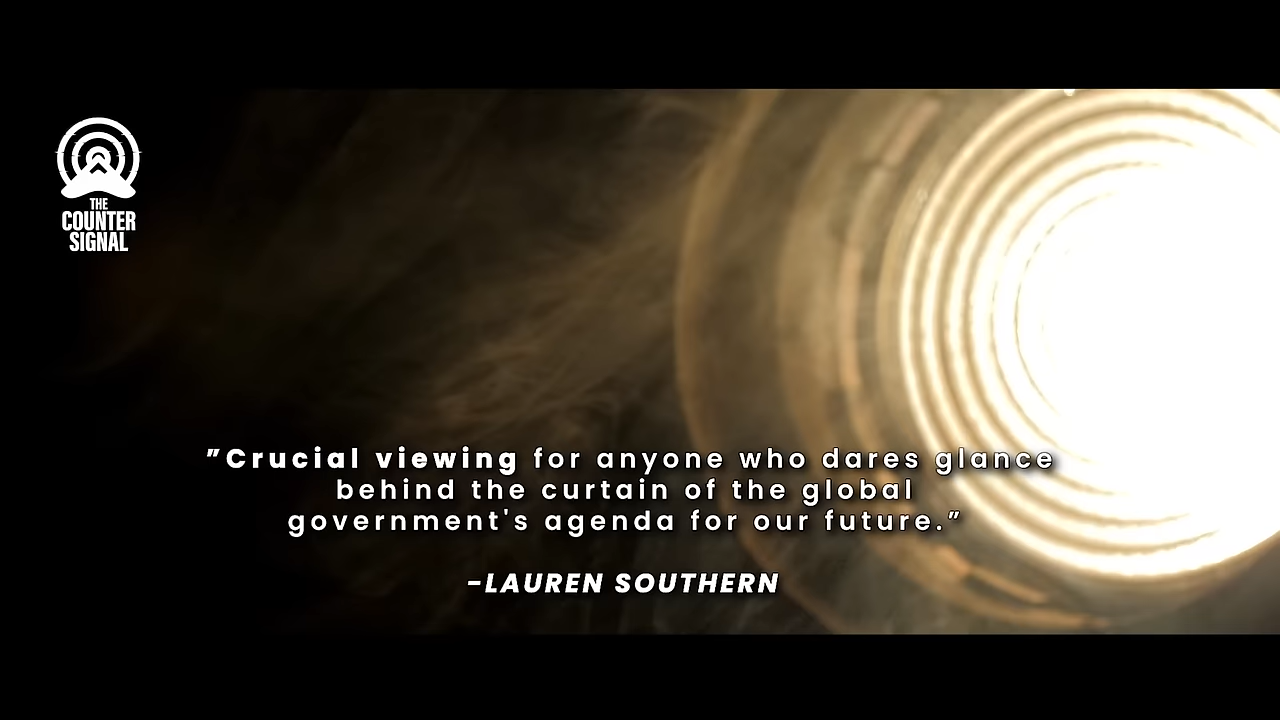 THE
COUNTER
SIGNAL
"Crucial viewing for anyone who dares glance
behind the curtain of the global
government's agenda for our future."
-LAUREN SOUTHERN